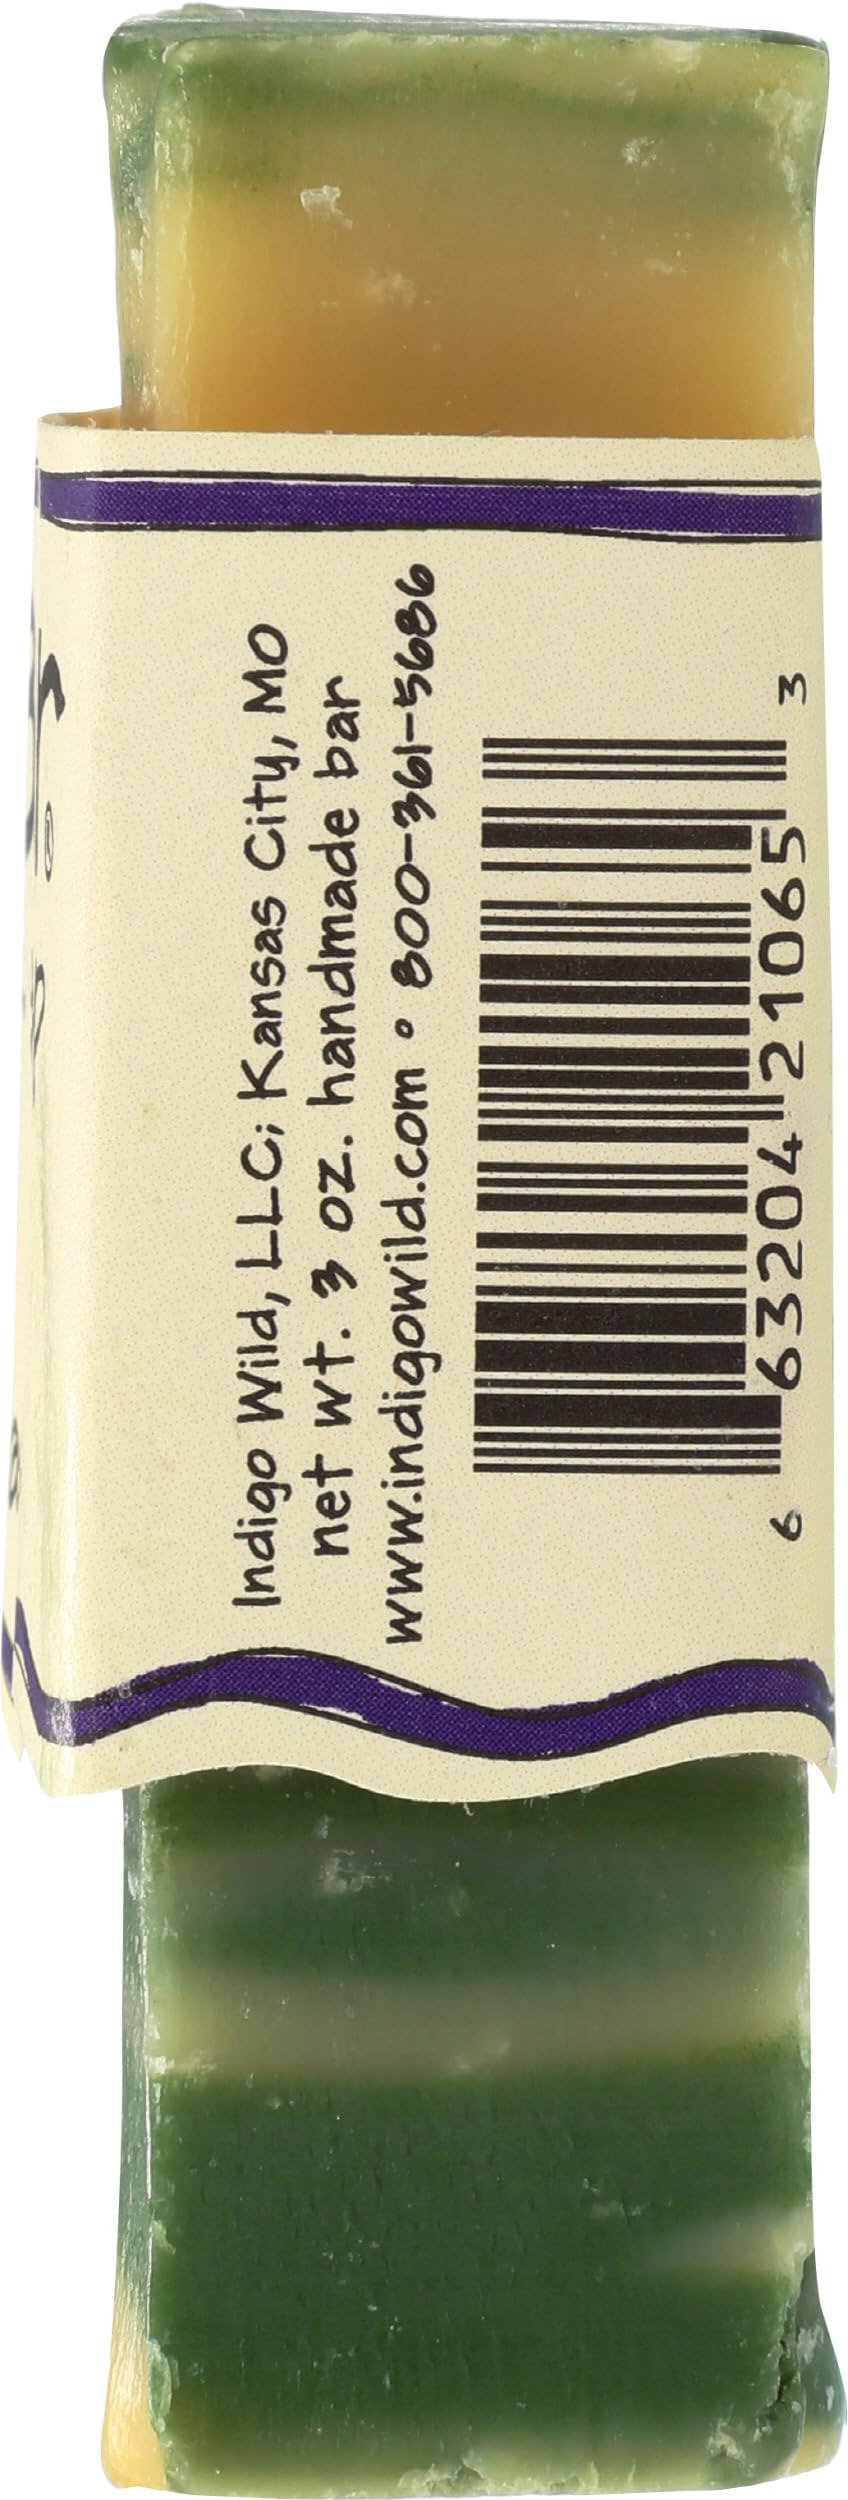 Indigo Wild, LLC; Kansas City, MO
net wt. 3 oz. handmade bar
www.indigowild.com • 800-361-5686
6 63204 21065 3
®